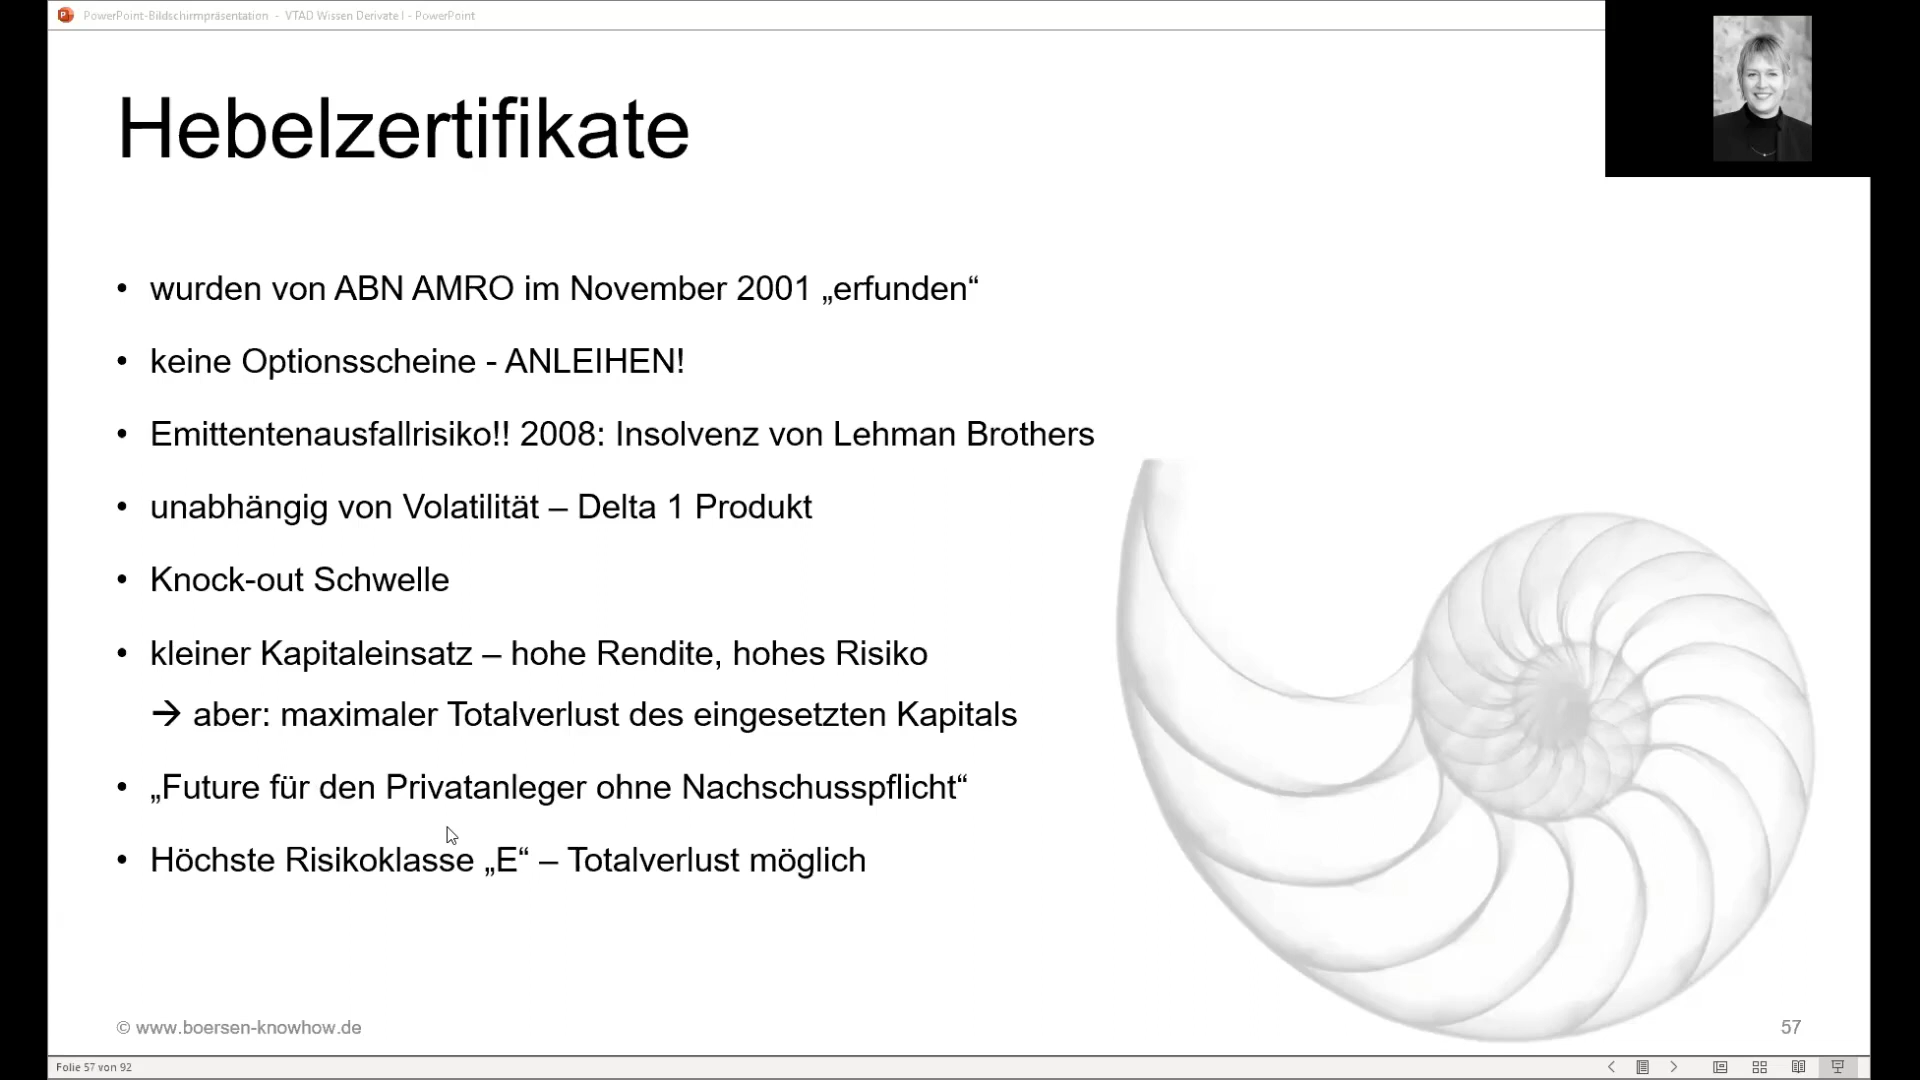 PowerPoint-Bildschirmpräsentation - VTAD Wissen Derivate I - PowerPoint
Hebelzertifikate
• wurden von ABN AMRO im November 2001 „erfunden“
• keine Optionsscheine - ANLEIHEN!
• Emittentenausfallrisiko!! 2008: Insolvenz von Lehman Brothers
• unabhängig von Volatilität – Delta 1 Produkt
• Knock-out Schwelle
• kleiner Kapitaleinsatz – hohe Rendite, hohes Risiko
→ aber: maximaler Totalverlust des eingesetzten Kapitals
• „Future für den Privatanleger ohne Nachschusspflicht“
• Höchste Risikoklasse „E“ – Totalverlust möglich
© www.boersen-knowhow.de
57
Folie 57 von 92